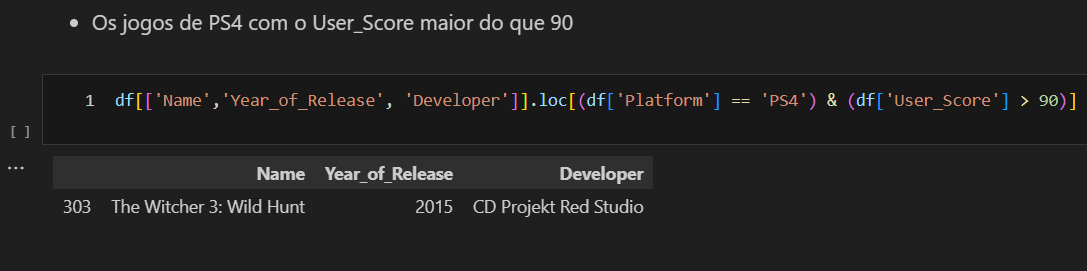 • Os jogos de PS4 com o User_Score maior do que 90
1 df[['Name','Year_of_Release', 'Developer']].loc[(df['Platform'] == 'PS4') & (df['User_Score'] > 90)]
[ ]
...
Name Year_of_Release Developer
303 The Witcher 3: Wild Hunt 2015 CD Projekt Red Studio